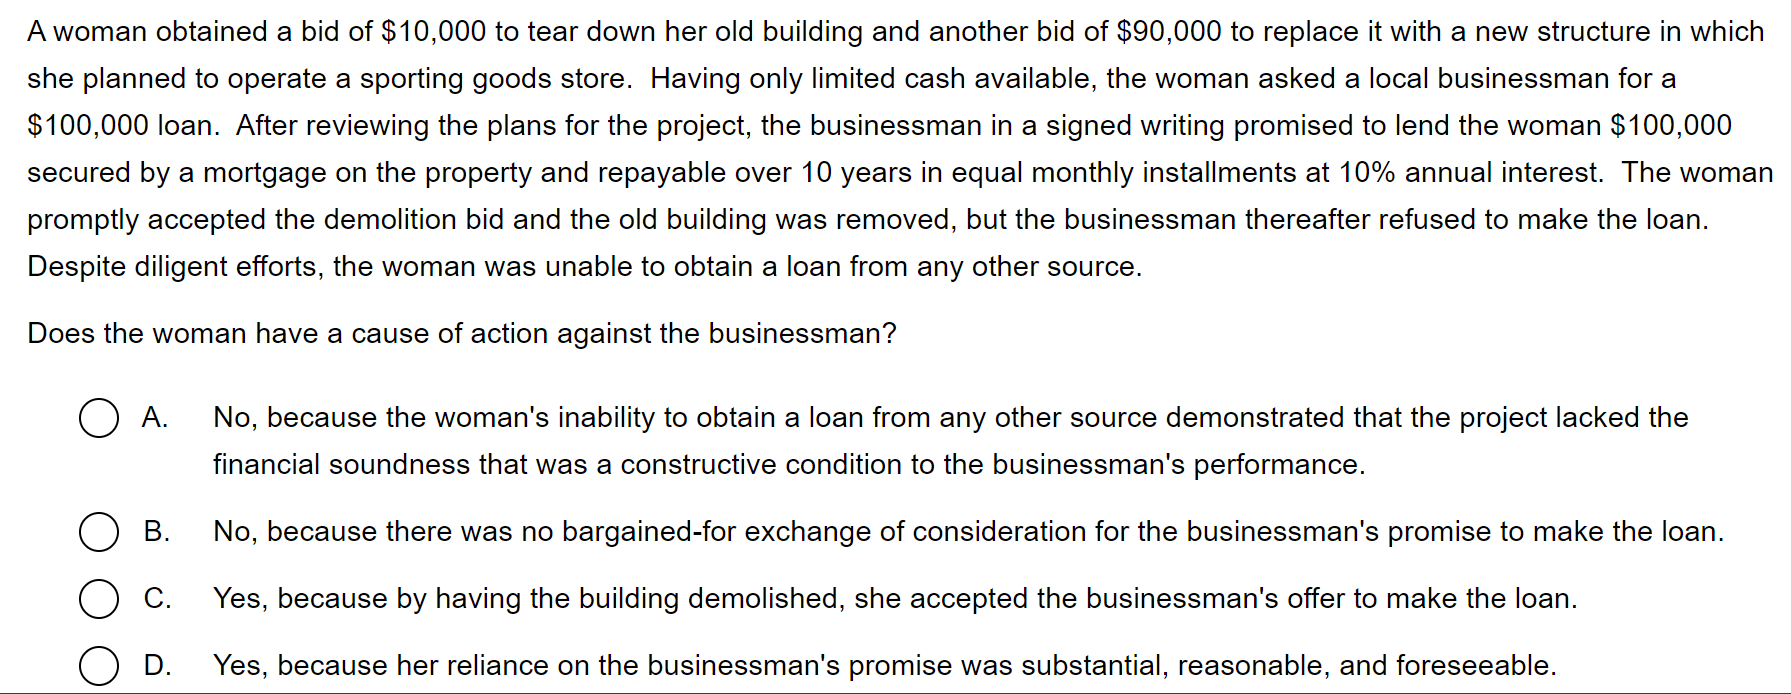 A woman obtained a bid of $10,000 to tear down her old building and another bid of $90,000 to replace it with a new structure in which
she planned to operate a sporting goods store.  Having only limited cash available, the woman asked a local businessman for a
$100,000 loan.  After reviewing the plans for the project, the businessman in a signed writing promised to lend the woman $100,000
secured by a mortgage on the property and repayable over 10 years in equal monthly installments at 10% annual interest.  The woman
promptly accepted the demolition bid and the old building was removed, but the businessman thereafter refused to make the loan.
Despite diligent efforts, the woman was unable to obtain a loan from any other source.
Does the woman have a cause of action against the businessman?
A. No, because the woman's inability to obtain a loan from any other source demonstrated that the project lacked the
financial soundness that was a constructive condition to the businessman's performance.
B. No, because there was no bargained-for exchange of consideration for the businessman's promise to make the loan.
C. Yes, because by having the building demolished, she accepted the businessman's offer to make the loan.
D. Yes, because her reliance on the businessman's promise was substantial, reasonable, and foreseeable.